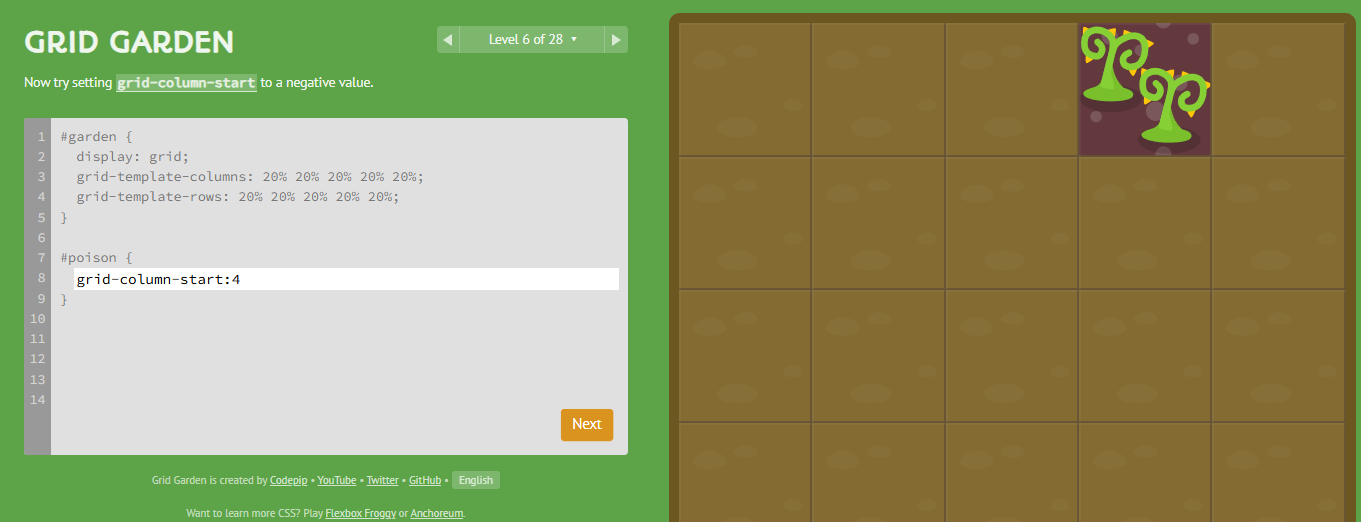 GRID GARDEN
◀ Level 6 of 28 ▾ ▶
Now try setting grid-column-start to a negative value.
1 #garden {
2 display: grid;
3 grid-template-columns: 20% 20% 20% 20% 20%;
4 grid-template-rows: 20% 20% 20% 20% 20%;
5 }
6
7 #poison {
8 grid-column-start:4
9 }
10
11
12
13
14
Next
Grid Garden is created by Codepip • YouTube • Twitter • GitHub • English
Want to learn more CSS? Play Flexbox Froggy or Anchoreum.